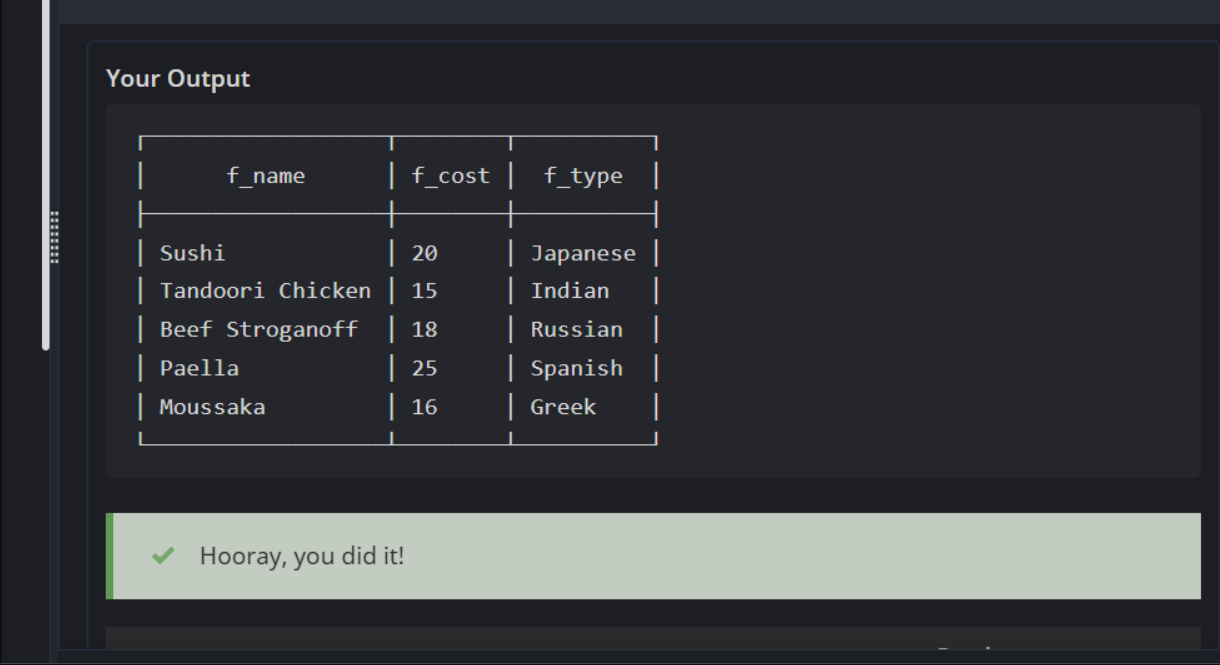 Your Output
f_name f_cost f_type
Sushi 20 Japanese
Tandoori Chicken 15 Indian
Beef Stroganoff 18 Russian
Paella 25 Spanish
Moussaka 16 Greek
Hooray, you did it!